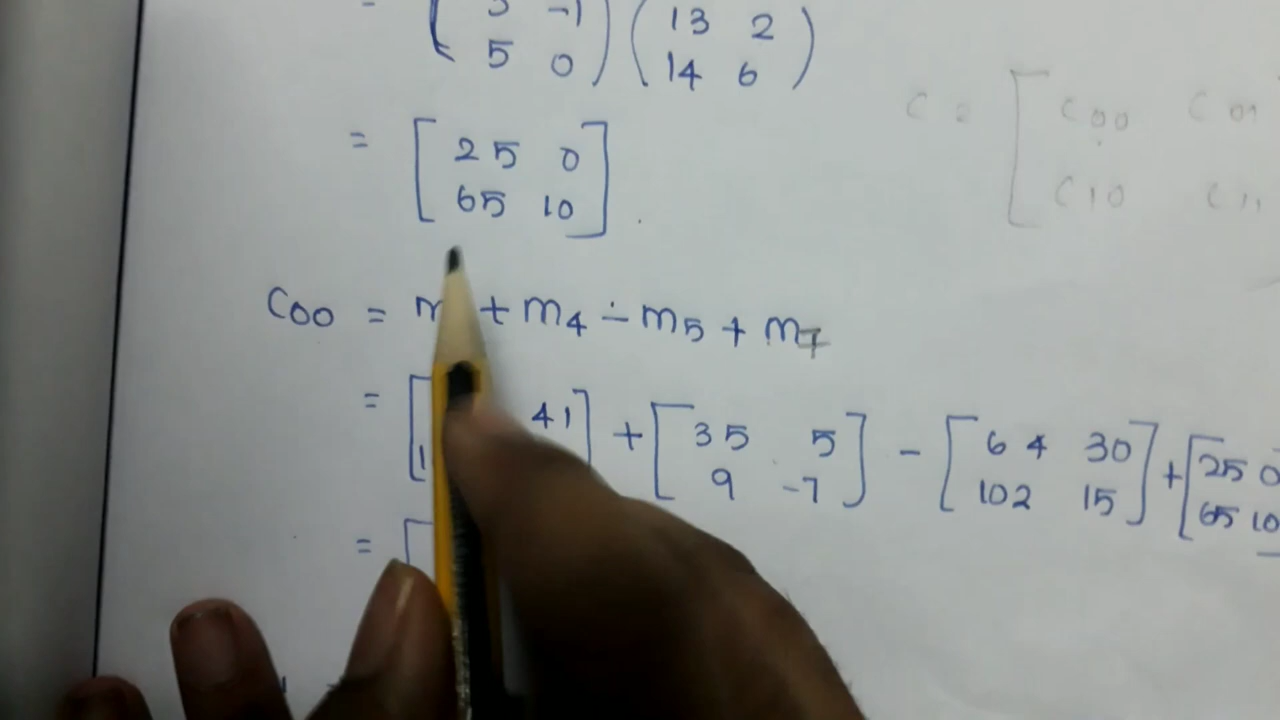 = ( -1 ) ( 13 2 )
5 0 14 6
= [ 25 0 ]
65 10
C = [ C00 C01
C10 C11
C00 = + m4 - m5 + m7
= [ 41 ] + [ 35 5 ] - [ 64 30 ] + [ 25 0
1 9 -7 102 15 65 10
= [